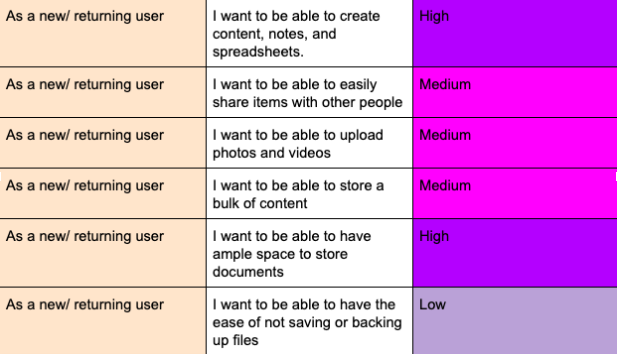 As a new/ returning user
I want to be able to create
content, notes, and
spreadsheets.
High
As a new/ returning user
I want to be able to easily
share items with other people
Medium
As a new/ returning user
I want to be able to upload
photos and videos
Medium
As a new/ returning user
I want to be able to store a
bulk of content
Medium
As a new/ returning user
I want to be able to have
ample space to store
documents
High
As a new/ returning user
I want to be able to have the
ease of not saving or backing
up files
Low